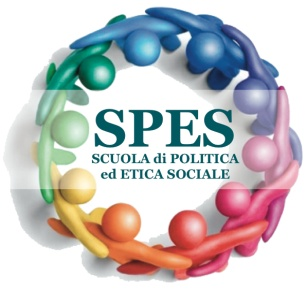 SPES
SCUOLA di POLITICA
ed ETICA SOCIALE